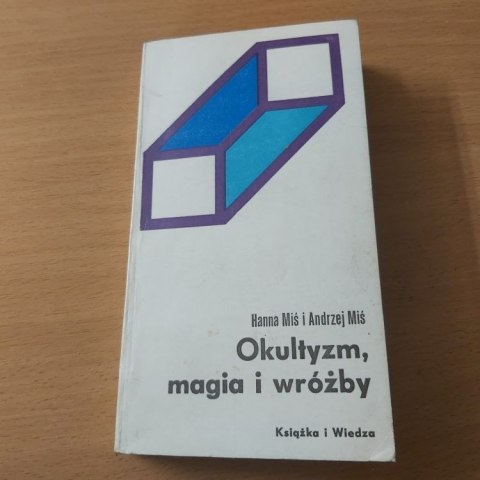 Hanna Miś i Andrzej Miś
Okultyzm,
magia i wróżby
Książka i Wiedza